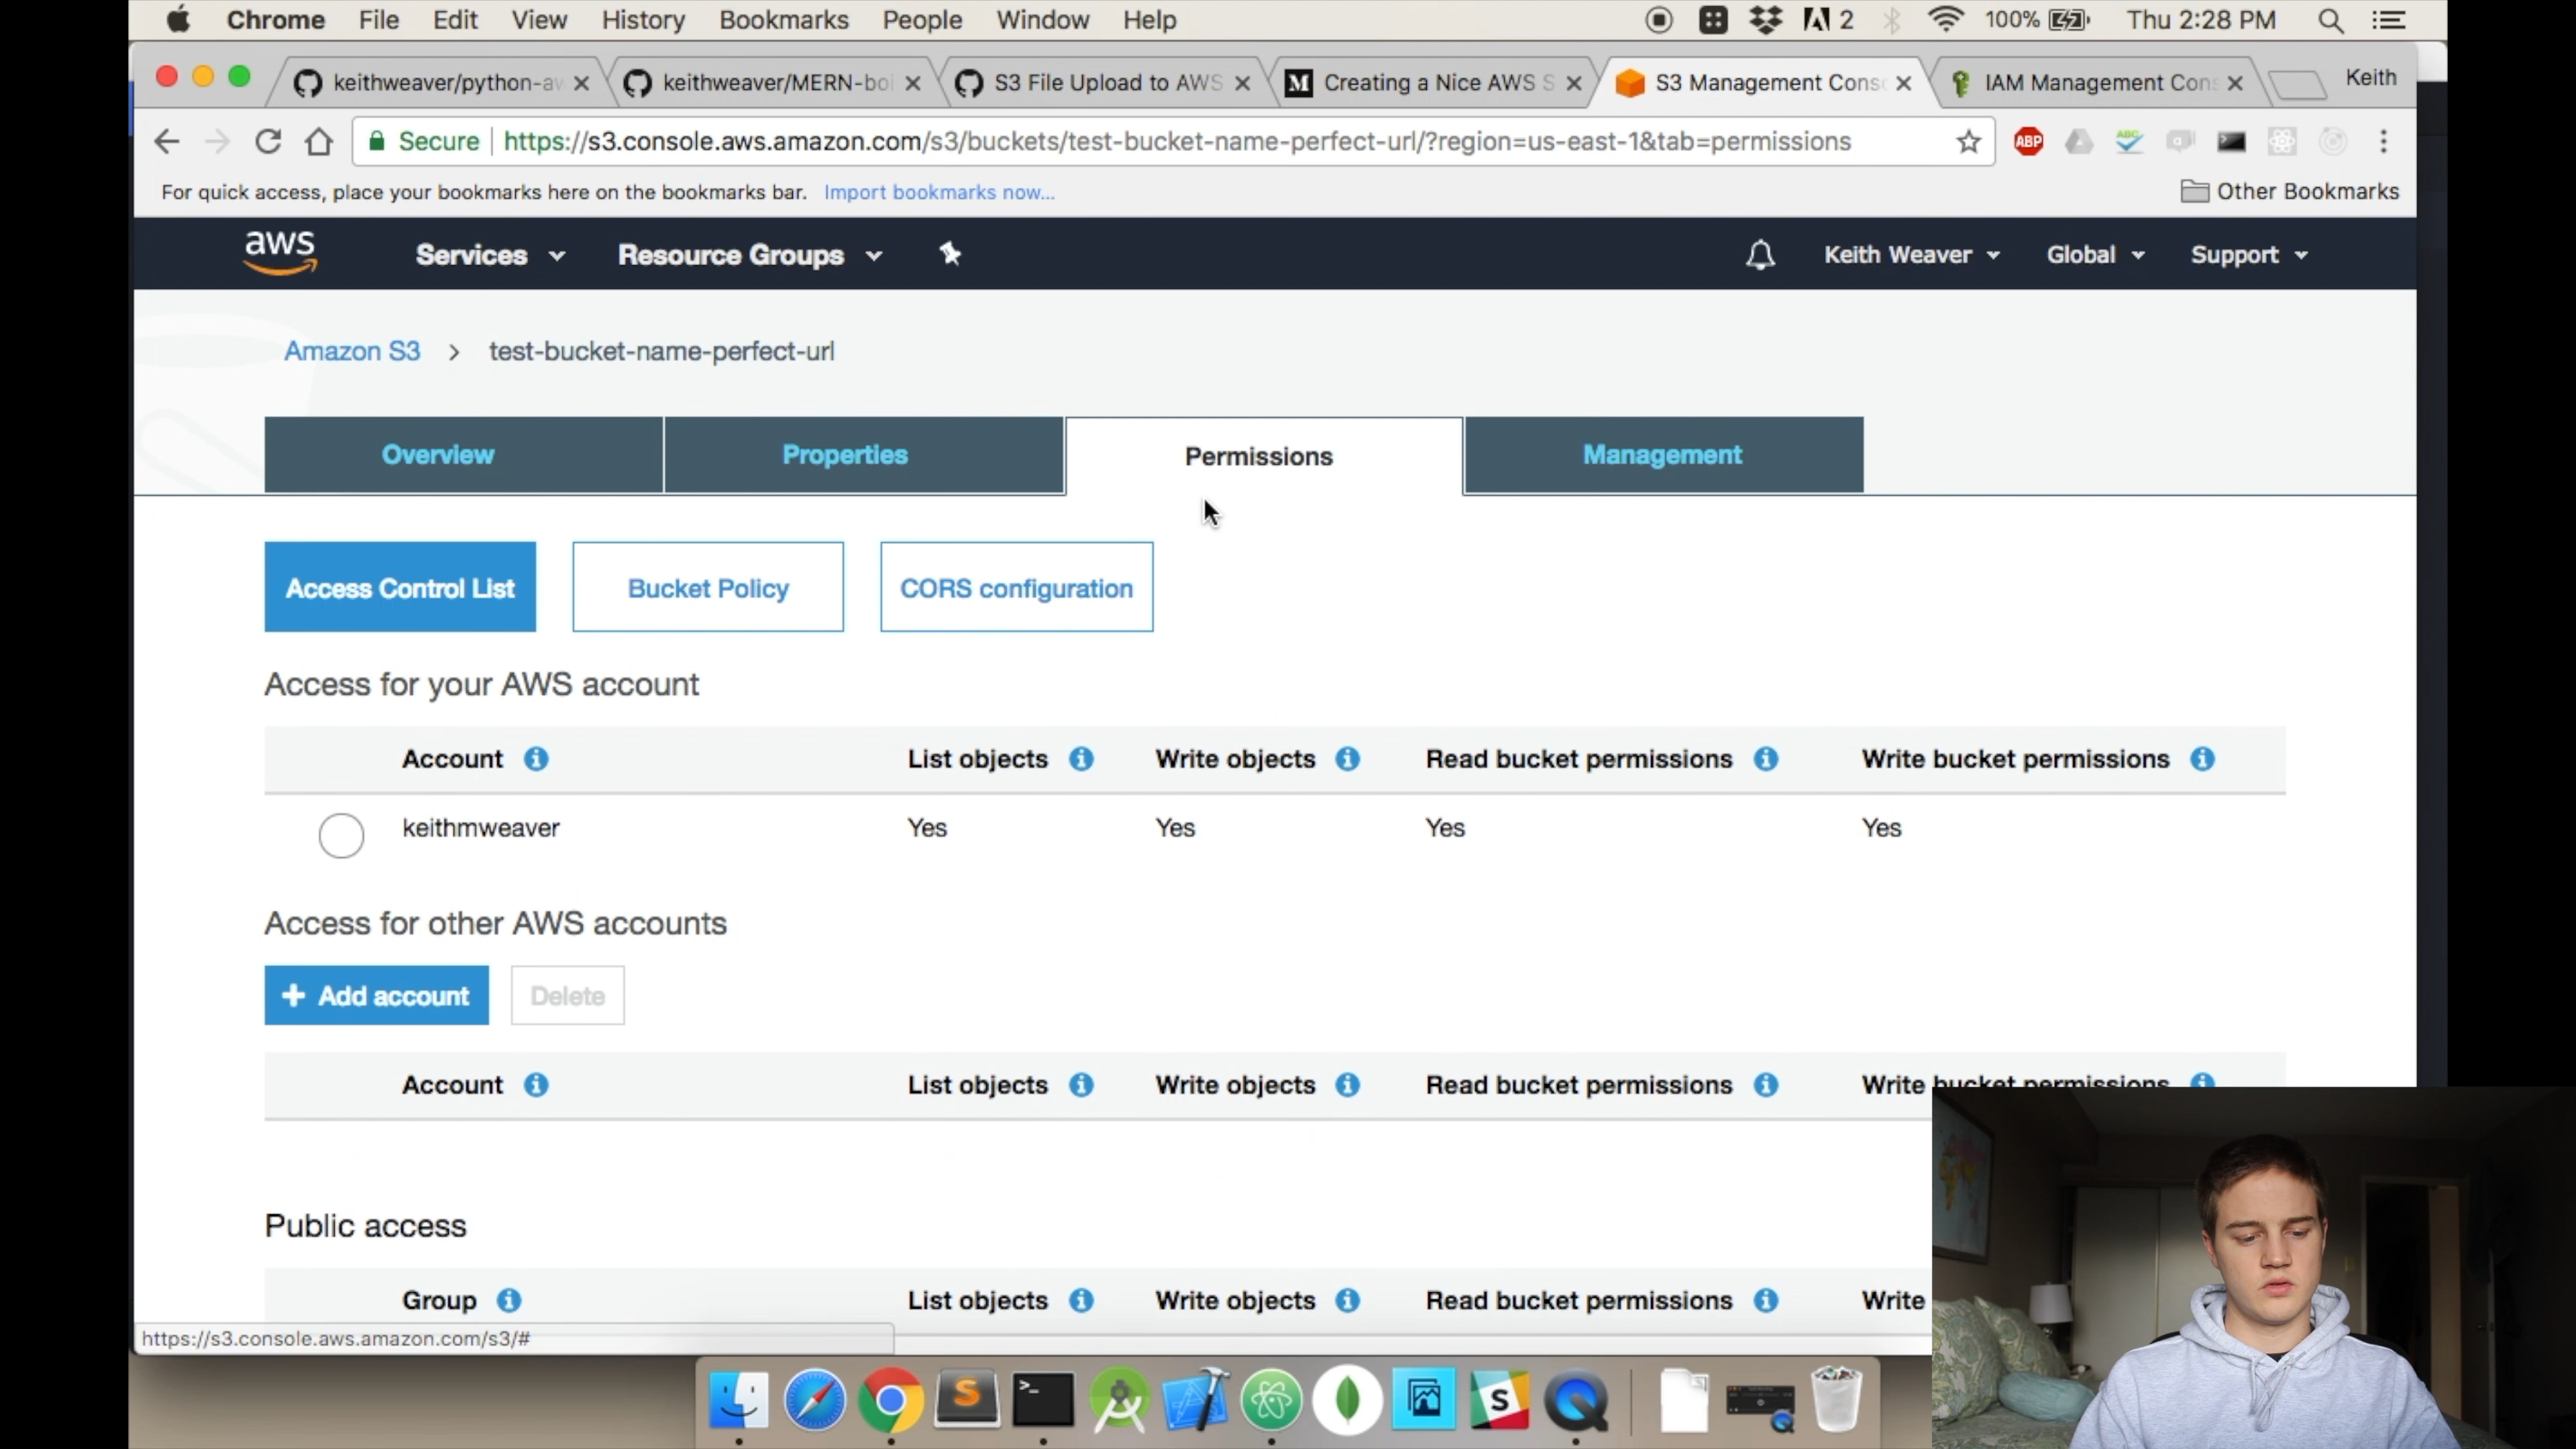 Chrome File Edit View History Bookmarks People Window Help 2 100% Thu 2:28 PM
keithweaver/python-aw keithweaver/MERN-boi S3 File Upload to AWS Creating a Nice AWS S S3 Management Conso IAM Management Cons Keith
Secure https://s3.console.aws.amazon.com/s3/buckets/test-bucket-name-perfect-url/?region=us-east-1&tab=permissions ABP
For quick access, place your bookmarks here on the bookmarks bar. Import bookmarks now... Other Bookmarks
aws Services Resource Groups Keith Weaver Global Support
Amazon S3 > test-bucket-name-perfect-url
Overview Properties Permissions Management
Access Control List Bucket Policy CORS configuration
Access for your AWS account
Account List objects Write objects Read bucket permissions Write bucket permissions
keithmweaver Yes Yes Yes Yes
Access for other AWS accounts
+ Add account Delete
Account List objects Write objects Read bucket permissions Write bucket permissions
Public access
Group List objects Write objects Read bucket permissions Write
https://s3.console.aws.amazon.com/s3/#